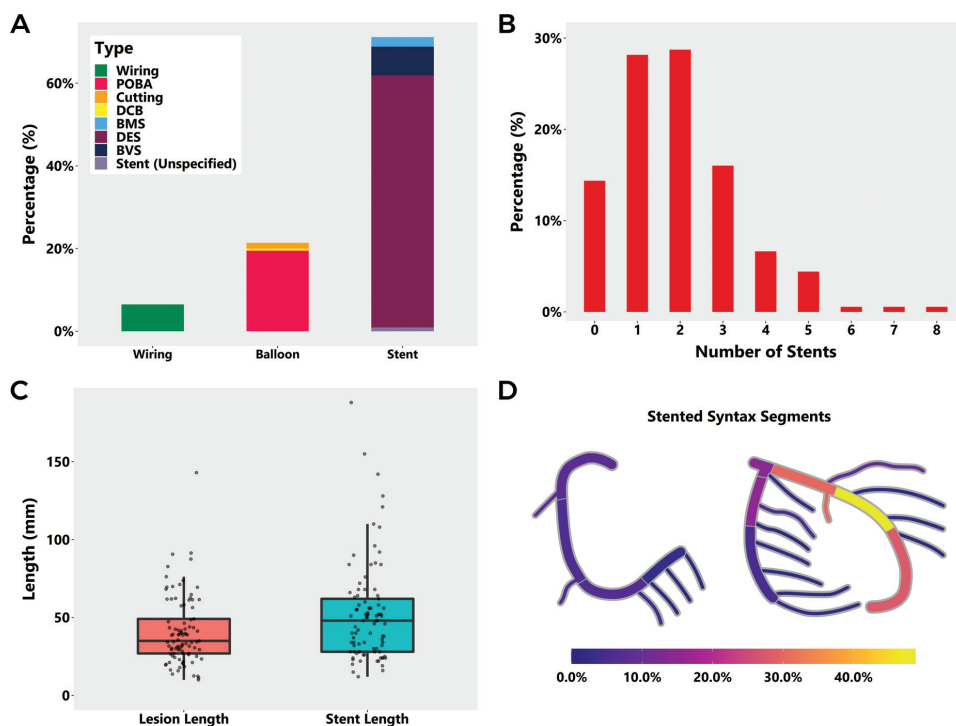 A
Percentage (%)
60%
40%
20%
0%
Type
Wiring
POBA
Cutting
DCB
BMS
DES
BVS
Stent (Unspecified)
Wiring Balloon Stent
B
Percentage (%)
30%
20%
10%
0%
0 1 2 3 4 5 6 7 8
Number of Stents
C
Length (mm)
150
100
50
0
Lesion Length Stent Length
D
Stented Syntax Segments
0.0% 10.0% 20.0% 30.0% 40.0%